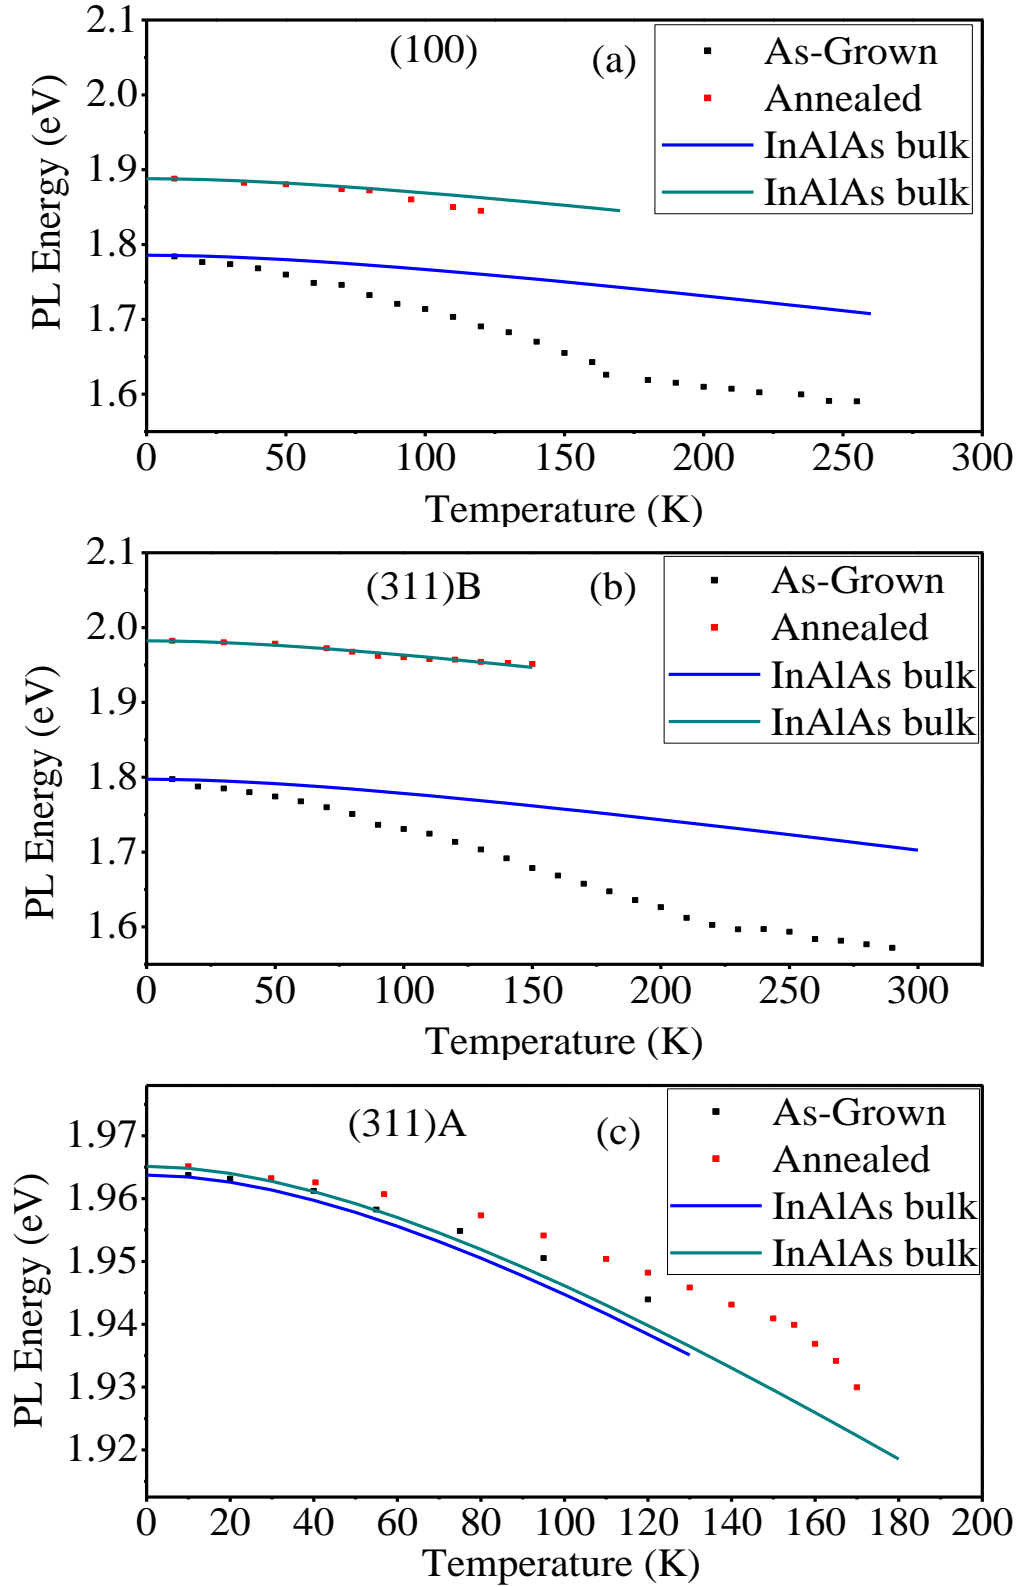 (100)
(a)
As-Grown
Annealed
InAlAs bulk
InAlAs bulk
PL Energy (eV)
2.1
2.0
1.9
1.8
1.7
1.6
0 50 100 150 200 250 300
Temperature (K)
(311)B
(b)
As-Grown
Annealed
InAlAs bulk
InAlAs bulk
PL Energy (eV)
2.1
2.0
1.9
1.8
1.7
1.6
0 50 100 150 200 250 300
Temperature (K)
(311)A
(c)
As-Grown
Annealed
InAlAs bulk
InAlAs bulk
PL Energy (eV)
1.97
1.96
1.95
1.94
1.93
1.92
0 20 40 60 80 100 120 140 160 180 200
Temperature (K)